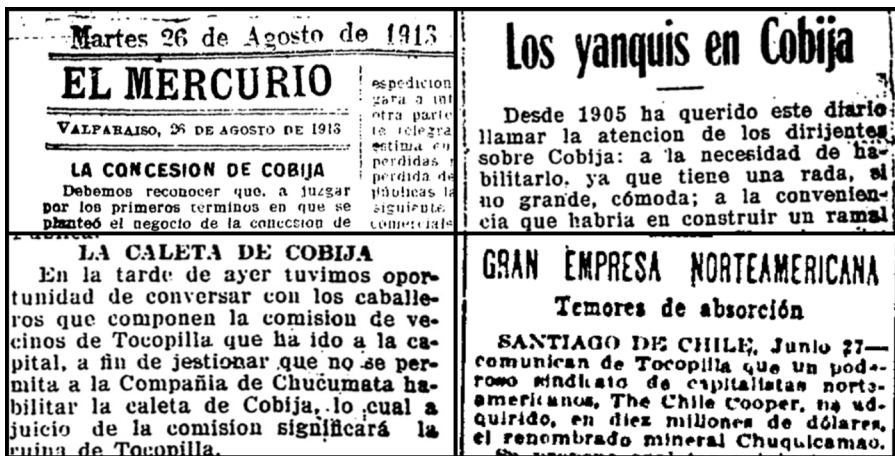 Martes 26 de Agosto de 1913
EL MERCURIO
VALPARAISO, 26 DE AGOSTO DE 1913
LA CONCESION DE COBIJA
Debemos reconocer que, a juzgar
por los primeros términos en que se
planteó el negocio de la concesion de
espedicion
gara a int
otra parte
te telegra
estima en
perdidas
perdida de
públicas la
siguiente
comerciale
Los yanquis en Cobija
Desde 1905 ha querido este diario
llamar la atencion de los dirijentes
sobre Cobija: a la necesidad de ha-
bilitarlo, ya que tiene una rada, si
no grande, cómoda; a la convenien-
cia que habria en construir un ramal
LA CALETA DE COBIJA
En la tarde de ayer tuvimos opor-
tunidad de conversar con los caballe-
ros que componen la comision de ve-
cinos de Tocopilla que ha ido a la ca-
pital, a fin de jestionar que no se per-
mita a la Compañia de Chucumata ha-
bilitar la caleta de Cobija, lo cual a
juicio de la comision significará la
ruina de Tocopilla.
GRAN EMPRESA NORTEAMERICANA
Temores de absorción
SANTIAGO DE CHILE, Junio 27—
comunican de Tocopilla que un pode-
roso sindikato de capitalistas norte-
americanos, The Chile Cooper, ha ad-
quirido, en diez millones de dólares,
el renombrado mineral Chuquicamao.